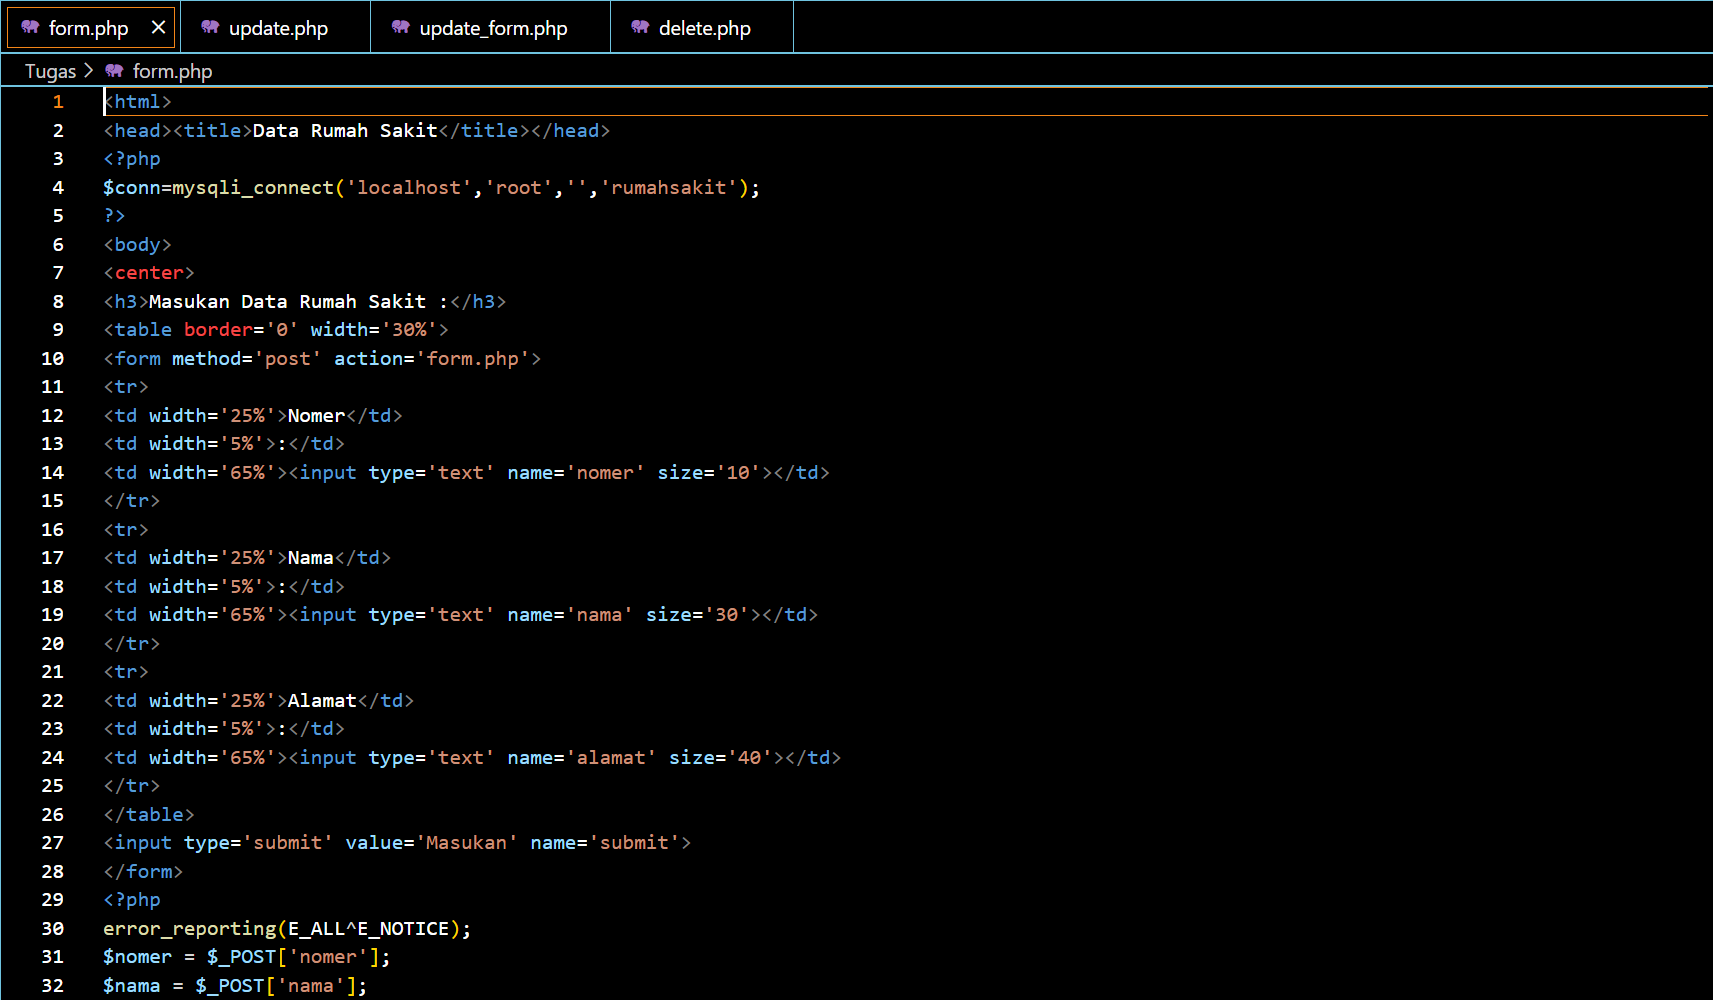 form.php
update.php
update_form.php
delete.php
Tugas > form.php
1 <html>
2 <head><title>Data Rumah Sakit</title></head>
3 <?php
4 $conn=mysqli_connect('localhost','root','','rumahsakit');
5 ?>
6 <body>
7 <center>
8 <h3>Masukan Data Rumah Sakit :</h3>
9 <table border='0' width='30%'>
10 <form method='post' action='form.php'>
11 <tr>
12 <td width='25%'>Nomer</td>
13 <td width='5%'>:</td>
14 <td width='65%'><input type='text' name='nomer' size='10'></td>
15 </tr>
16 <tr>
17 <td width='25%'>Nama</td>
18 <td width='5%'>:</td>
19 <td width='65%'><input type='text' name='nama' size='30'></td>
20 </tr>
21 <tr>
22 <td width='25%'>Alamat</td>
23 <td width='5%'>:</td>
24 <td width='65%'><input type='text' name='alamat' size='40'></td>
25 </tr>
26 </table>
27 <input type='submit' value='Masukan' name='submit'>
28 </form>
29 <?php
30 error_reporting(E_ALL^E_NOTICE);
31 $nomer = $_POST['nomer'];
32 $nama = $_POST['nama'];